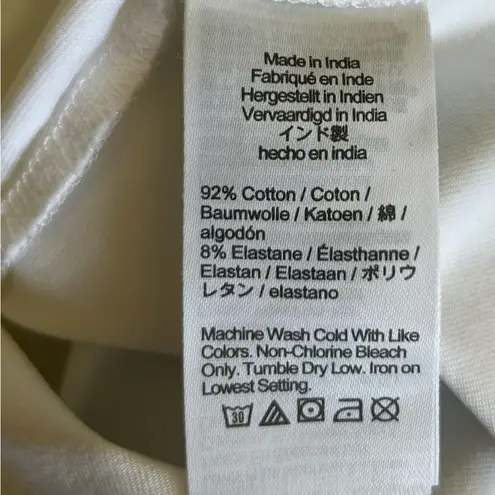 Made in India
Fabriqué en Inde
Hergestellt in Indien
Vervaardigd in India
インド製
hecho en india
92% Cotton / Coton /
Baumwolle / Katoen / 綿 /
algodón
8% Elastane / Élasthanne /
Elastan / Elastaan / ポリウ
レタン / elastano
Machine Wash Cold With Like
Colors. Non-Chlorine Bleach
Only. Tumble Dry Low. Iron on
Lowest Setting.
30